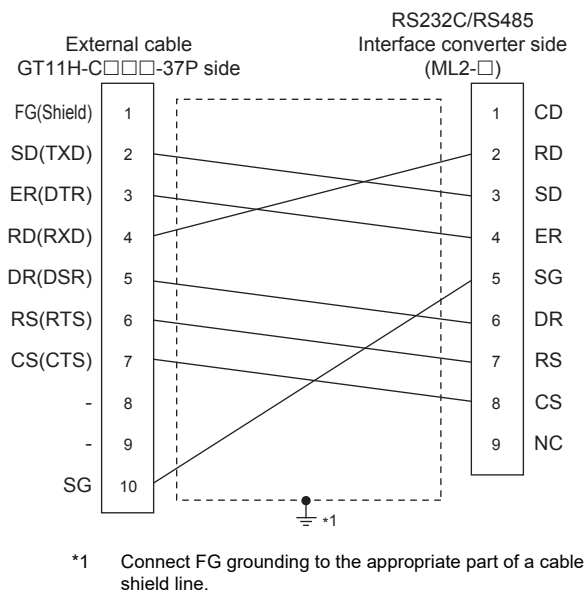 RS232C/RS485
External cable Interface converter side
GT11H-C□□□-37P side (ML2-□)
FG(Shield) 1 1 CD
SD(TXD) 2 2 RD
ER(DTR) 3 3 SD
RD(RXD) 4 4 ER
DR(DSR) 5 5 SG
RS(RTS) 6 6 DR
CS(CTS) 7 7 RS
- 8 8 CS
- 9 9 NC
SG 10
*1
*1 Connect FG grounding to the appropriate part of a cable
shield line.